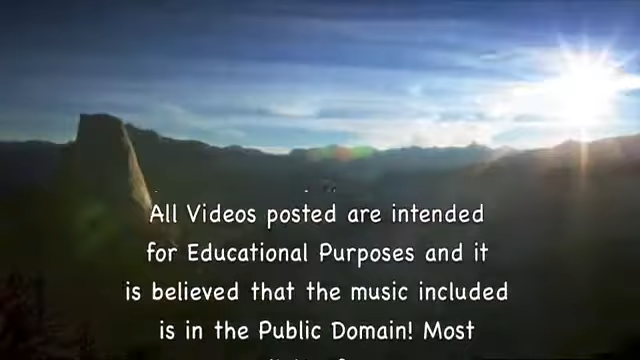 All Videos posted are intended
for Educational Purposes and it
is believed that the music included
is in the Public Domain! Most